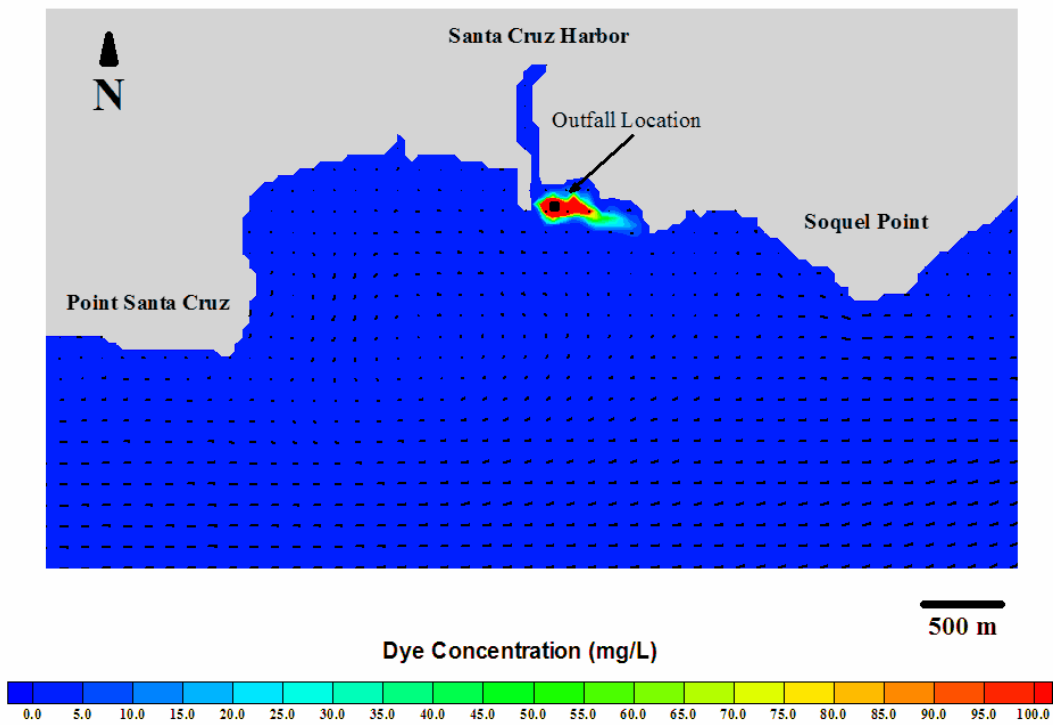 Santa Cruz Harbor
N
Outfall Location
Soquel Point
Point Santa Cruz
500 m
Dye Concentration (mg/L)
0.0 5.0 10.0 15.0 20.0 25.0 30.0 35.0 40.0 45.0 50.0 55.0 60.0 65.0 70.0 75.0 80.0 85.0 90.0 95.0 100.0